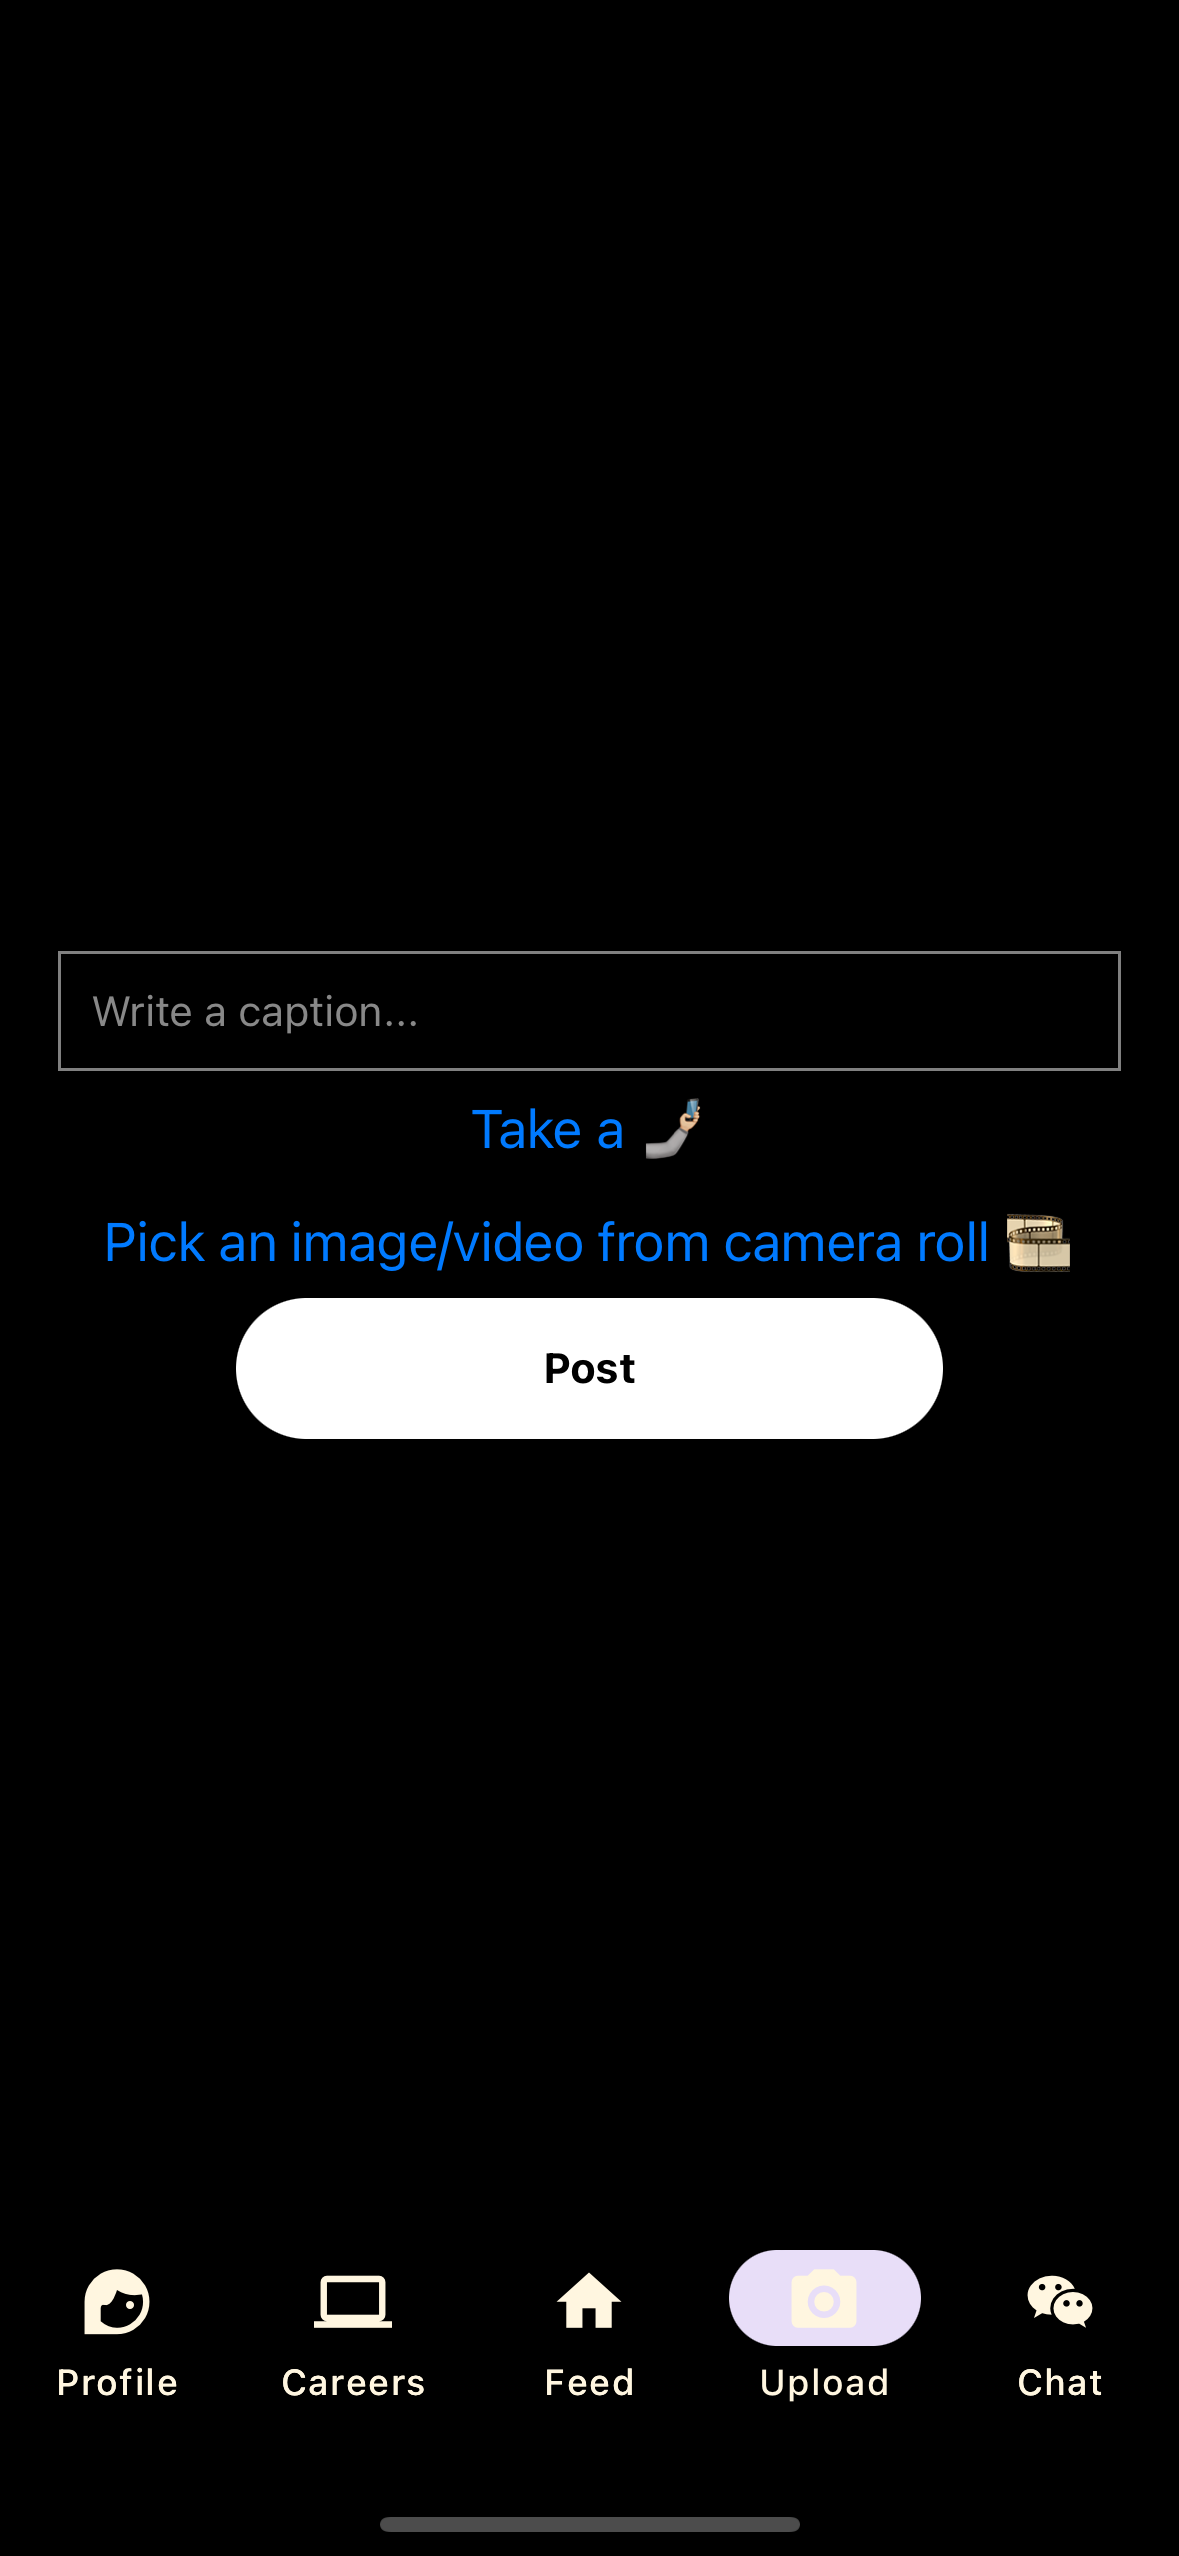 Write a caption...
Take a 🤳🏼
Pick an image/video from camera roll 🎞
Post
Profile Careers Feed Upload Chat